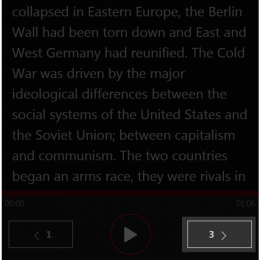 collapsed in Eastern Europe, the Berlin
Wall had been torn down and East and
West Germany had reunified. The Cold
War was driven by the major
ideological differences between the
social systems of the United States and
the Soviet Union; between capitalism
and communism. The two countries
began an arms race, they were rivals in
00:00 01:04
1 3